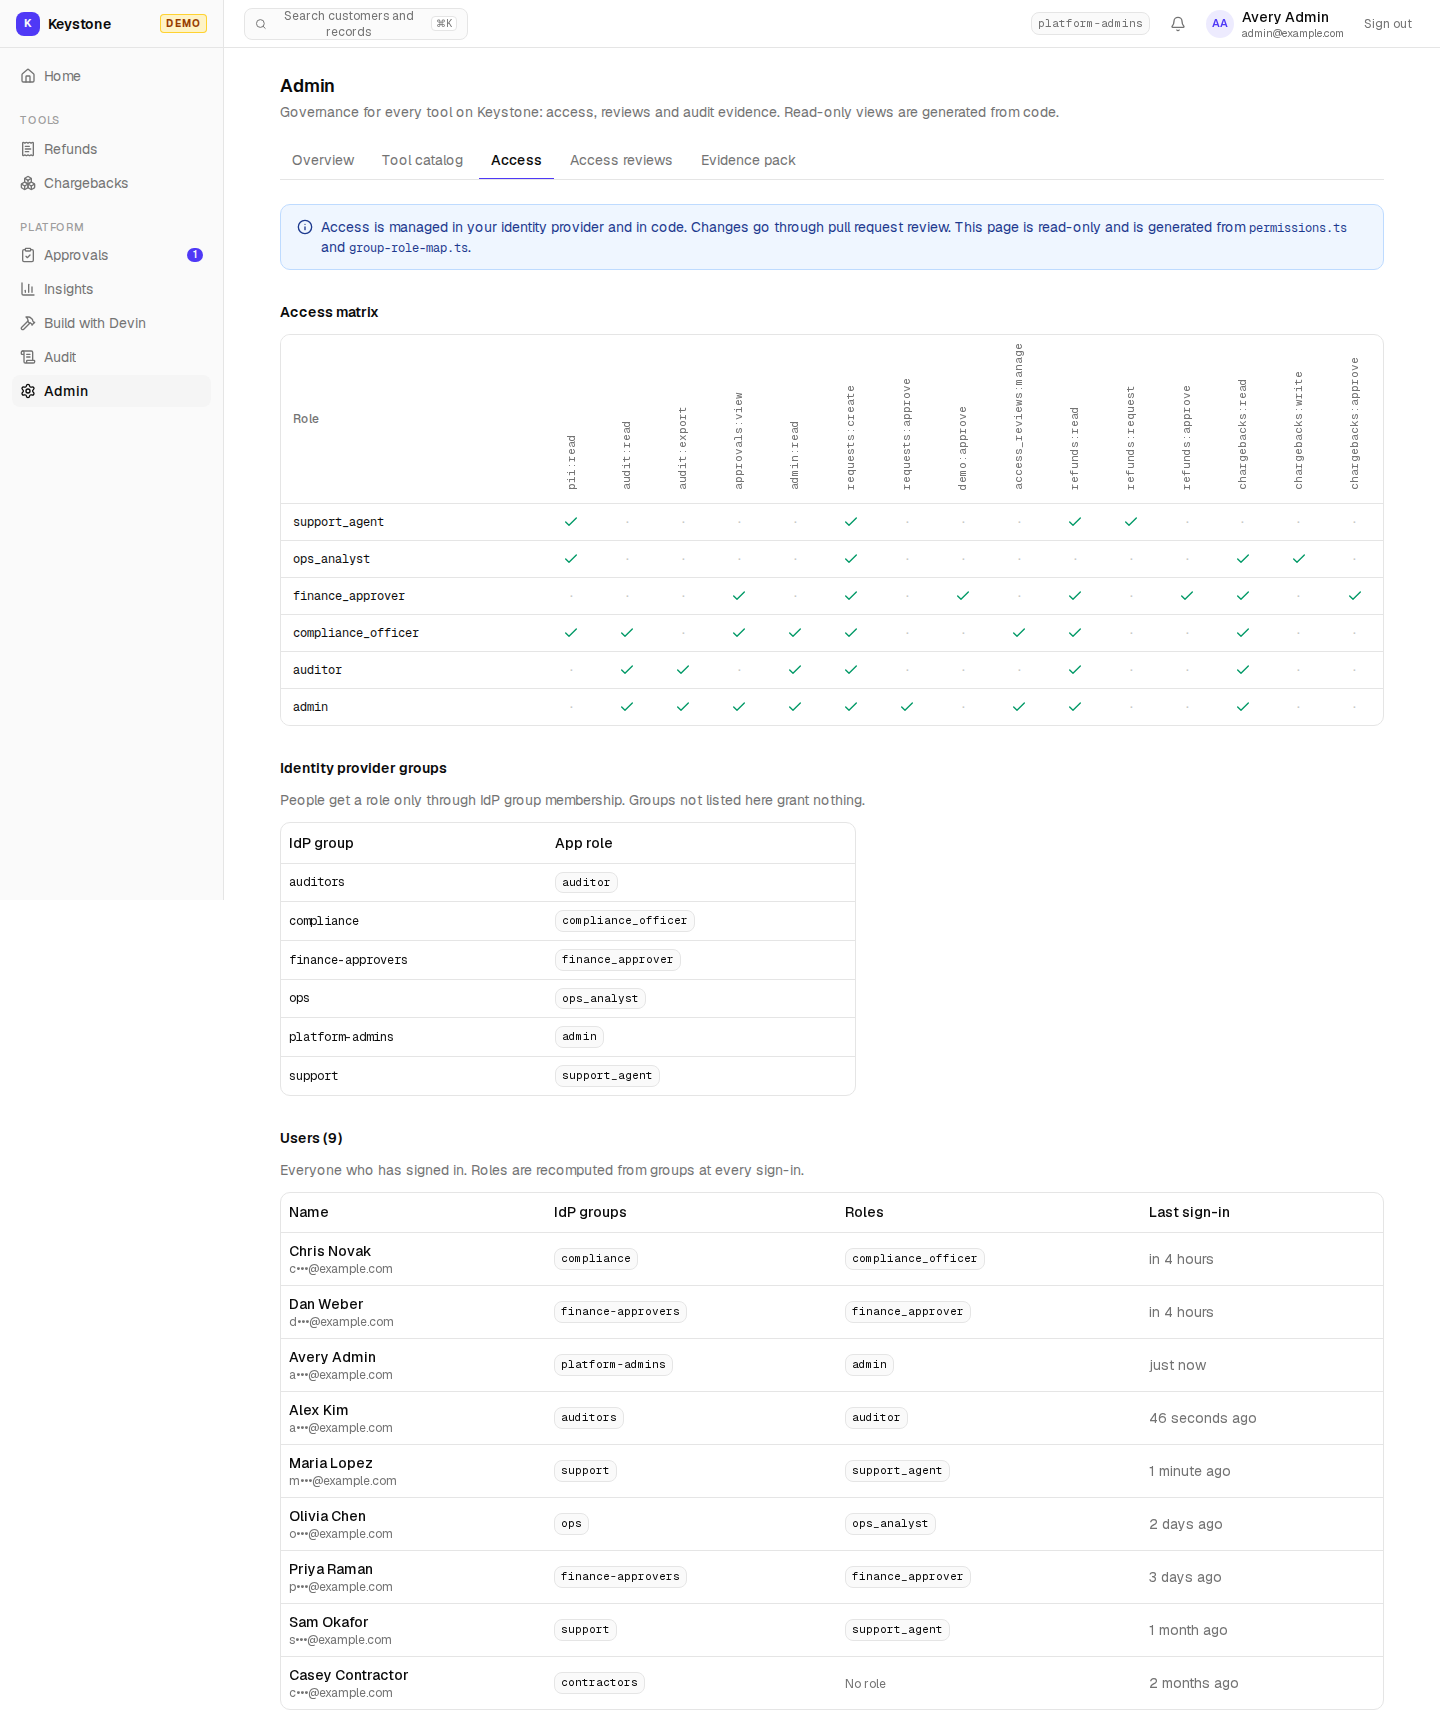 K Keystone DEMO
Search customers and records ⌘K
platform-admins
AA Avery Admin
admin@example.com
Sign out
Home
TOOLS
Refunds
Chargebacks
PLATFORM
Approvals 1
Insights
Build with Devin
Audit
Admin
Admin
Governance for every tool on Keystone: access, reviews and audit evidence. Read-only views are generated from code.
Overview Tool catalog Access Access reviews Evidence pack
Access is managed in your identity provider and in code. Changes go through pull request review. This page is read-only and is generated from permissions.ts
and group-role-map.ts.
Access matrix
Role pii:read audit:read audit:export approvals:view admin:read requests:create requests:approve demo:approve access_reviews:manage refunds:read refunds:request refunds:approve chargebacks:read chargebacks:write chargebacks:approve
support_agent
ops_analyst
finance_approver
compliance_officer
auditor
admin
Identity provider groups
People get a role only through IdP group membership. Groups not listed here grant nothing.
IdP group App role
auditors auditor
compliance compliance_officer
finance-approvers finance_approver
ops ops_analyst
platform-admins admin
support support_agent
Users (9)
Everyone who has signed in. Roles are recomputed from groups at every sign-in.
Name IdP groups Roles Last sign-in
Chris Novak compliance compliance_officer in 4 hours
c•••@example.com
Dan Weber finance-approvers finance_approver in 4 hours
d•••@example.com
Avery Admin platform-admins admin just now
a•••@example.com
Alex Kim auditors auditor 46 seconds ago
a•••@example.com
Maria Lopez support support_agent 1 minute ago
m•••@example.com
Olivia Chen ops ops_analyst 2 days ago
o•••@example.com
Priya Raman finance-approvers finance_approver 3 days ago
p•••@example.com
Sam Okafor support support_agent 1 month ago
s•••@example.com
Casey Contractor contractors No role 2 months ago
c•••@example.com